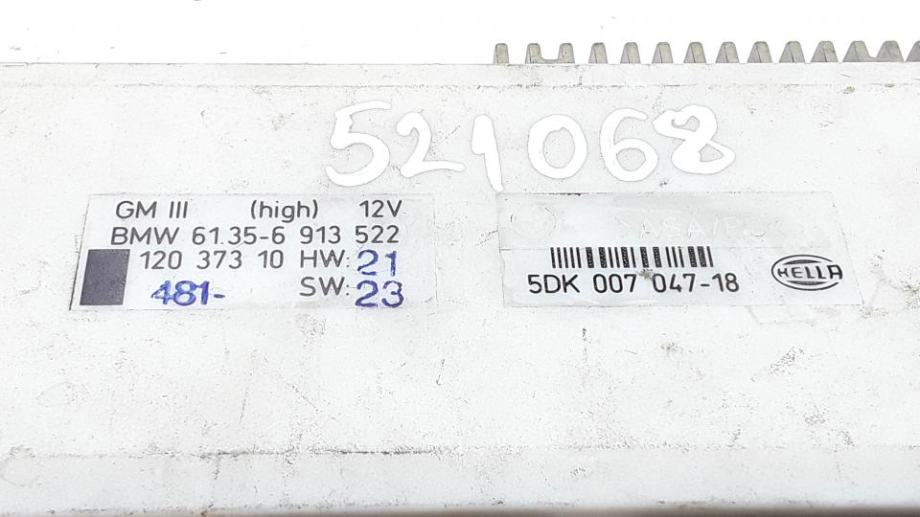 521068
GM III (high) 12V
BMW 61.35-6 913 522
120 373 10 HW: 21
481- SW: 23
5DK 007 047-18
HELLA